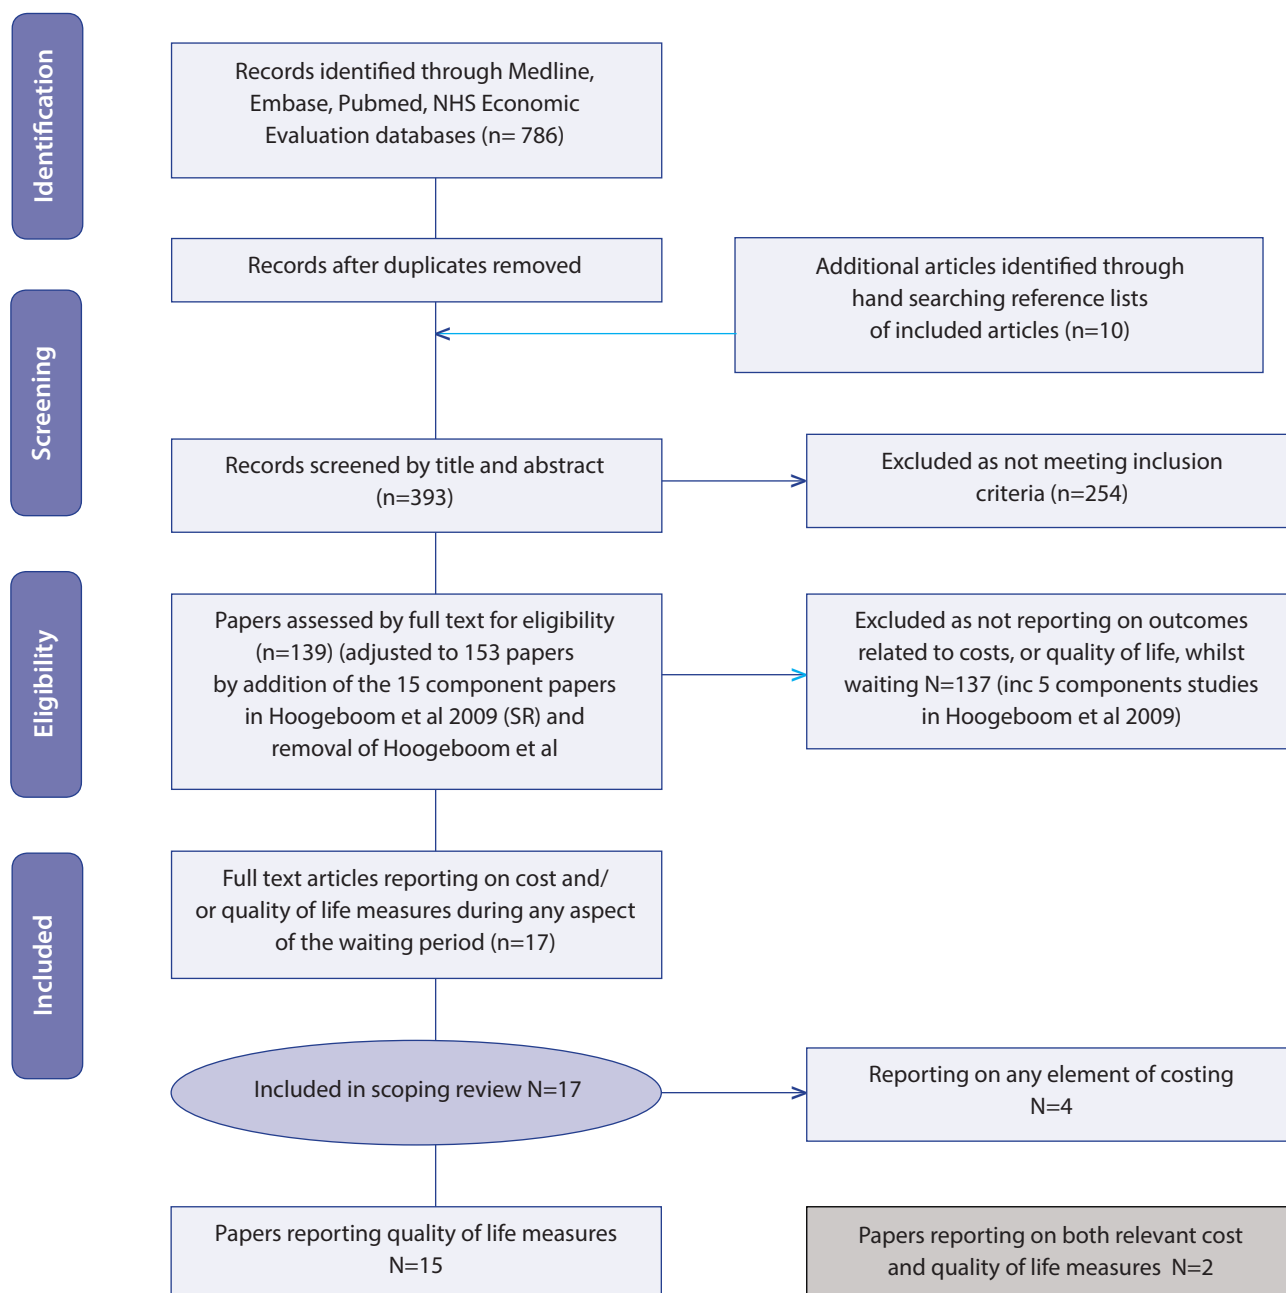 Identification
Records identified through Medline,
Embase, Pubmed, NHS Economic
Evaluation databases (n= 786)
Records after duplicates removed
Additional articles identified through
hand searching reference lists
of included articles (n=10)
Screening
Records screened by title and abstract
(n=393)
Excluded as not meeting inclusion
criteria (n=254)
Eligibility
Papers assessed by full text for eligibility
(n=139) (adjusted to 153 papers
by addition of the 15 component papers
in Hoogeboom et al 2009 (SR) and
removal of Hoogeboom et al
Excluded as not reporting on outcomes
related to costs, or quality of life, whilst
waiting N=137 (inc 5 components studies
in Hoogeboom et al 2009)
Included
Full text articles reporting on cost and/
or quality of life measures during any aspect
of the waiting period (n=17)
Included in scoping review N=17
Reporting on any element of costing
N=4
Papers reporting quality of life measures
N=15
Papers reporting on both relevant cost
and quality of life measures  N=2